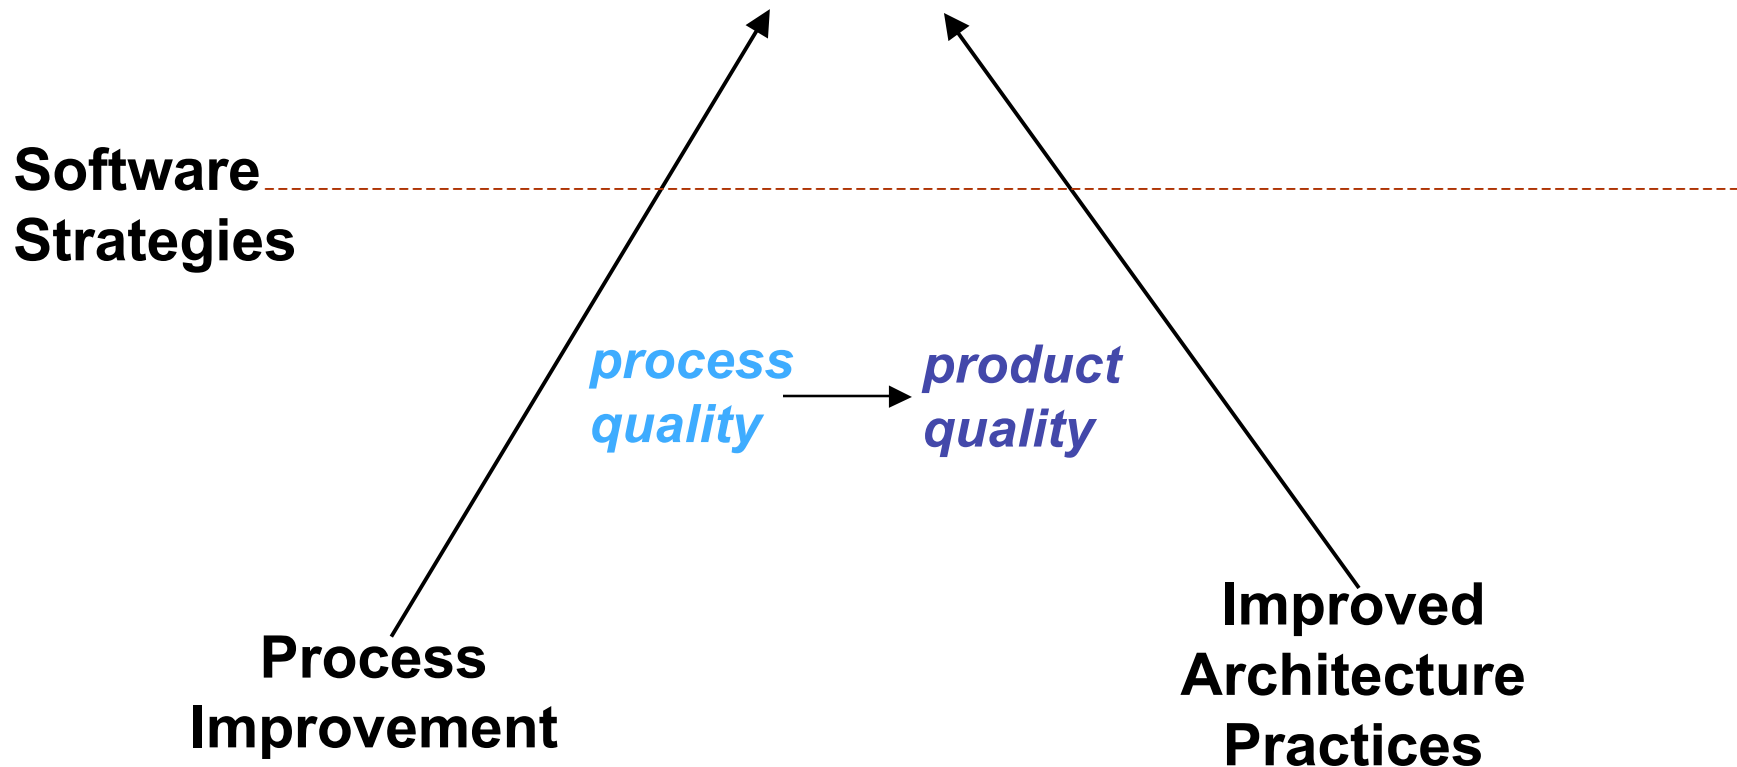 Software
Strategies
process
quality
product
quality
Process
Improvement
Improved
Architecture
Practices